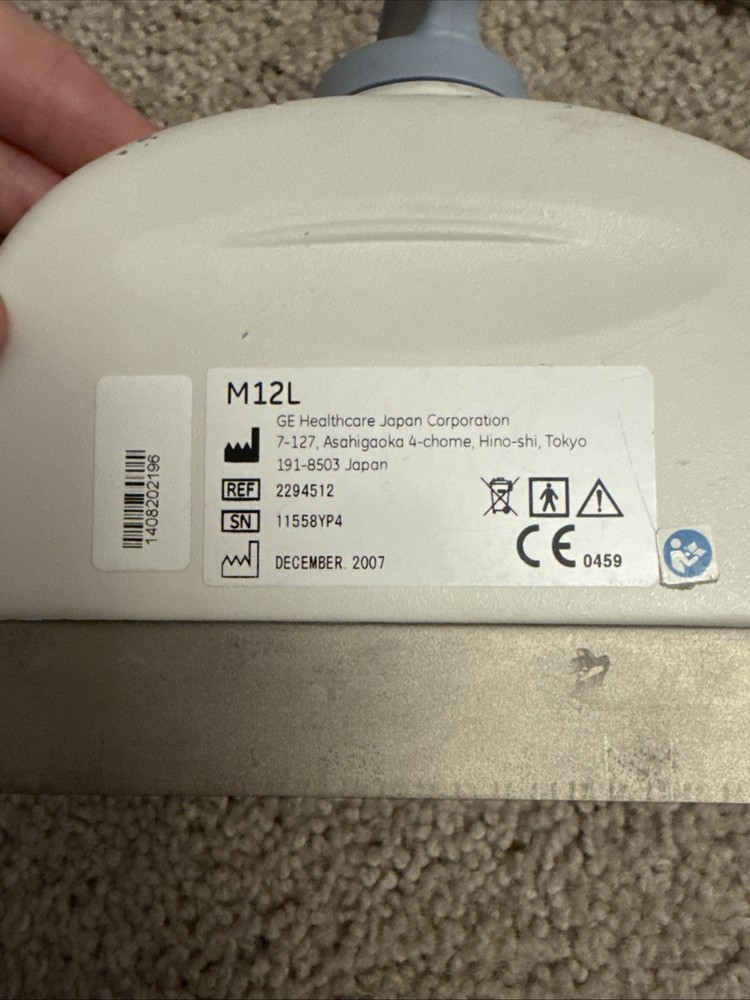 M12L
GE Healthcare Japan Corporation
7-127, Asahigaoka 4-chome, Hino-shi, Tokyo
191-8503 Japan
REF 2294512
SN 11558YP4
DECEMBER. 2007
CE 0459
1408202196